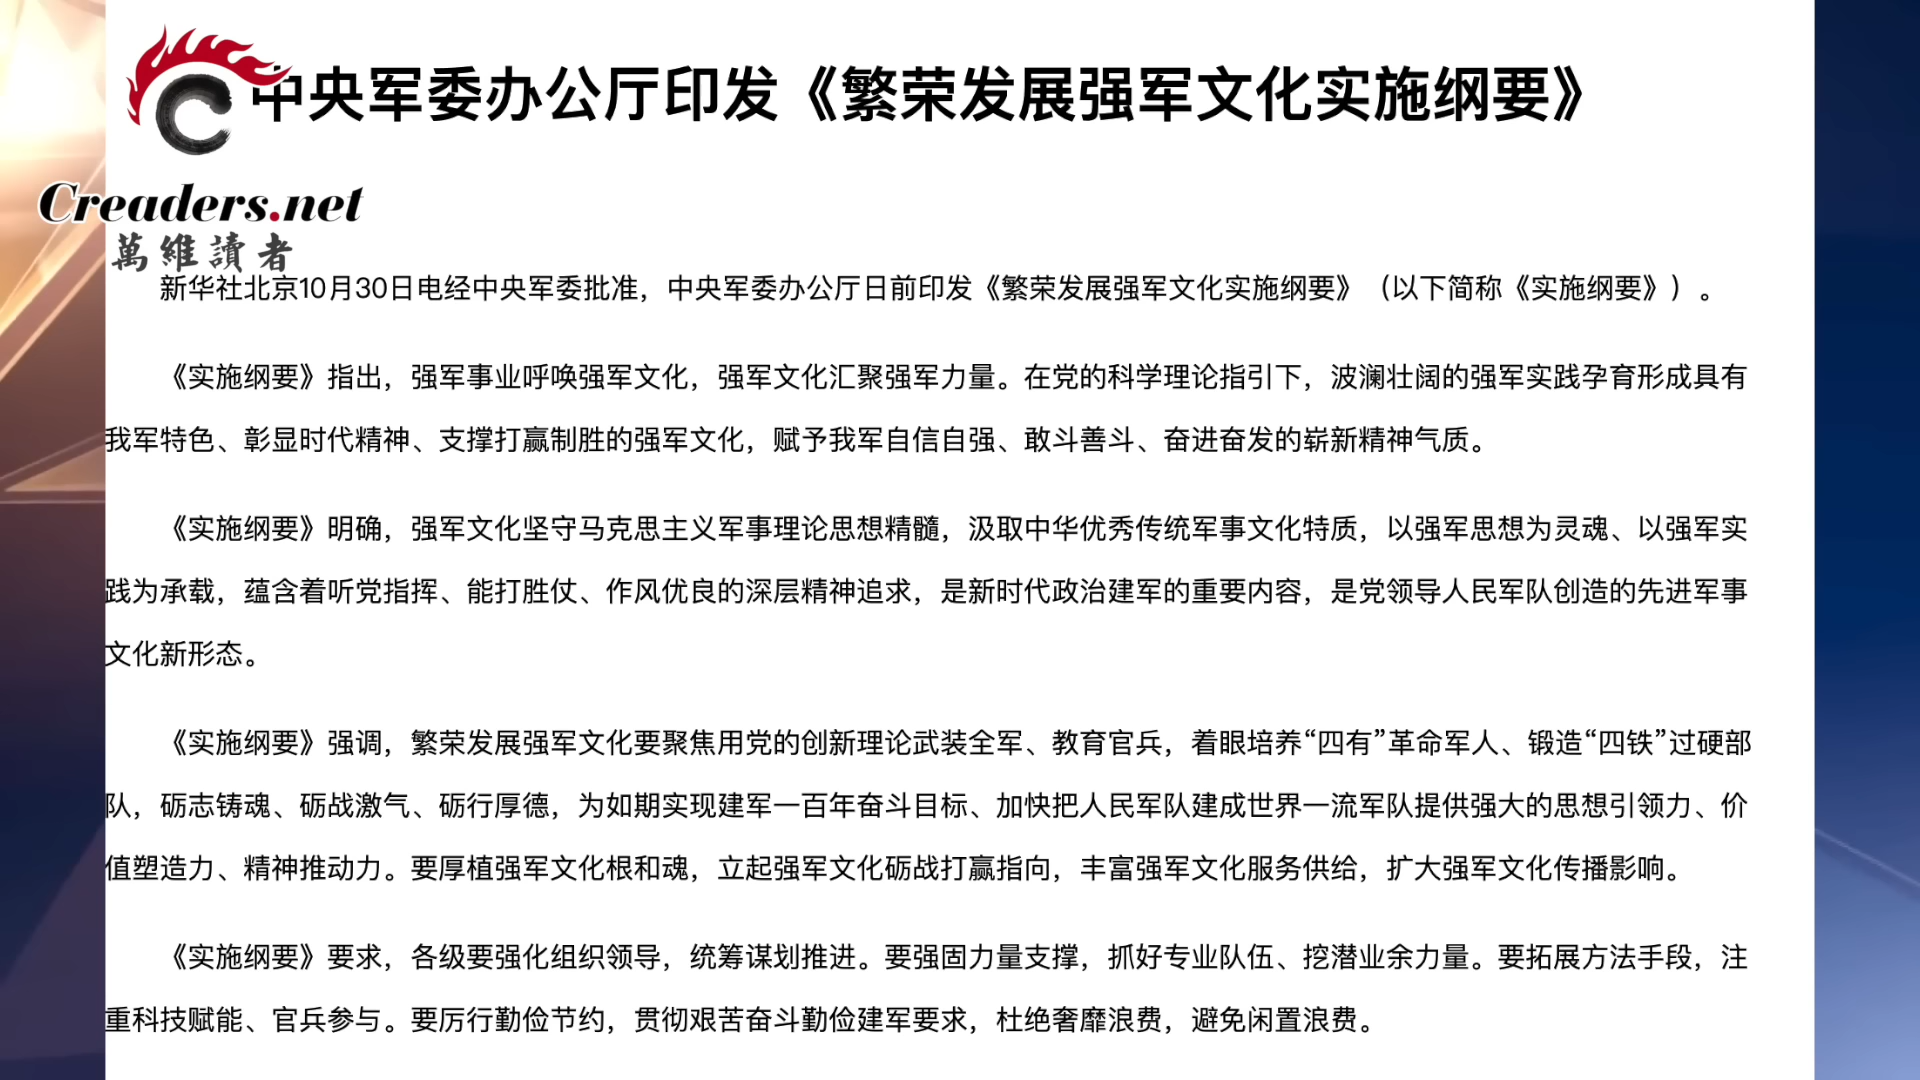 中央军委办公厅印发《繁荣发展强军文化实施纲要》
Creaders.net
萬維讀者
新华社北京10月30日电经中央军委批准，中央军委办公厅日前印发《繁荣发展强军文化实施纲要》（以下简称《实施纲要》）。
《实施纲要》指出，强军事业呼唤强军文化，强军文化汇聚强军力量。在党的科学理论指引下，波澜壮阔的强军实践孕育形成具有
我军特色、彰显时代精神、支撑打赢制胜的强军文化，赋予我军自信自强、敢斗善斗、奋进奋发的崭新精神气质。
《实施纲要》明确，强军文化坚守马克思主义军事理论思想精髓，汲取中华优秀传统军事文化特质，以强军思想为灵魂、以强军实
践为承载，蕴含着听党指挥、能打胜仗、作风优良的深层精神追求，是新时代政治建军的重要内容，是党领导人民军队创造的先进军事
文化新形态。
《实施纲要》强调，繁荣发展强军文化要聚焦用党的创新理论武装全军、教育官兵，着眼培养“四有”革命军人、锻造“四铁”过硬部
队，砺志铸魂、砺战激气、砺行厚德，为如期实现建军一百年奋斗目标、加快把人民军队建成世界一流军队提供强大的思想引领力、价
值塑造力、精神推动力。要厚植强军文化根和魂，立起强军文化砺战打赢指向，丰富强军文化服务供给，扩大强军文化传播影响。
《实施纲要》要求，各级要强化组织领导，统筹谋划推进。要强固力量支撑，抓好专业队伍、挖潜业余力量。要拓展方法手段，注
重科技赋能、官兵参与。要厉行勤俭节约，贯彻艰苦奋斗勤俭建军要求，杜绝奢靡浪费，避免闲置浪费。